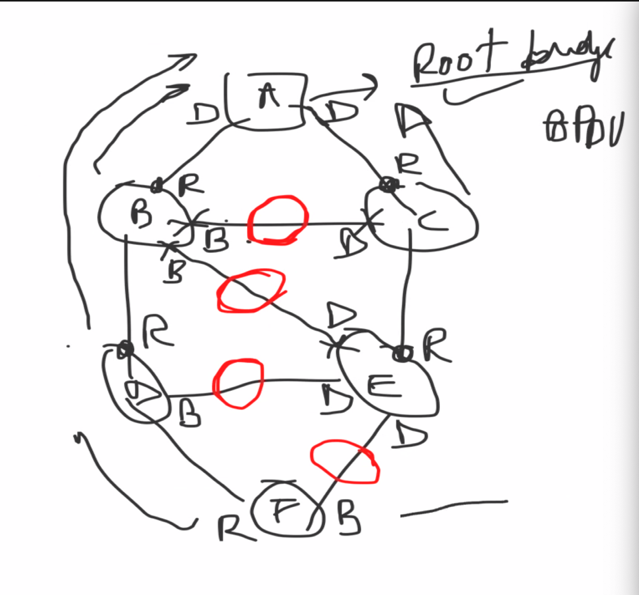 Root bridge
A
D D
BPDU
R R
B C
B D
B
D
R R
D E
B D
D
F
R B